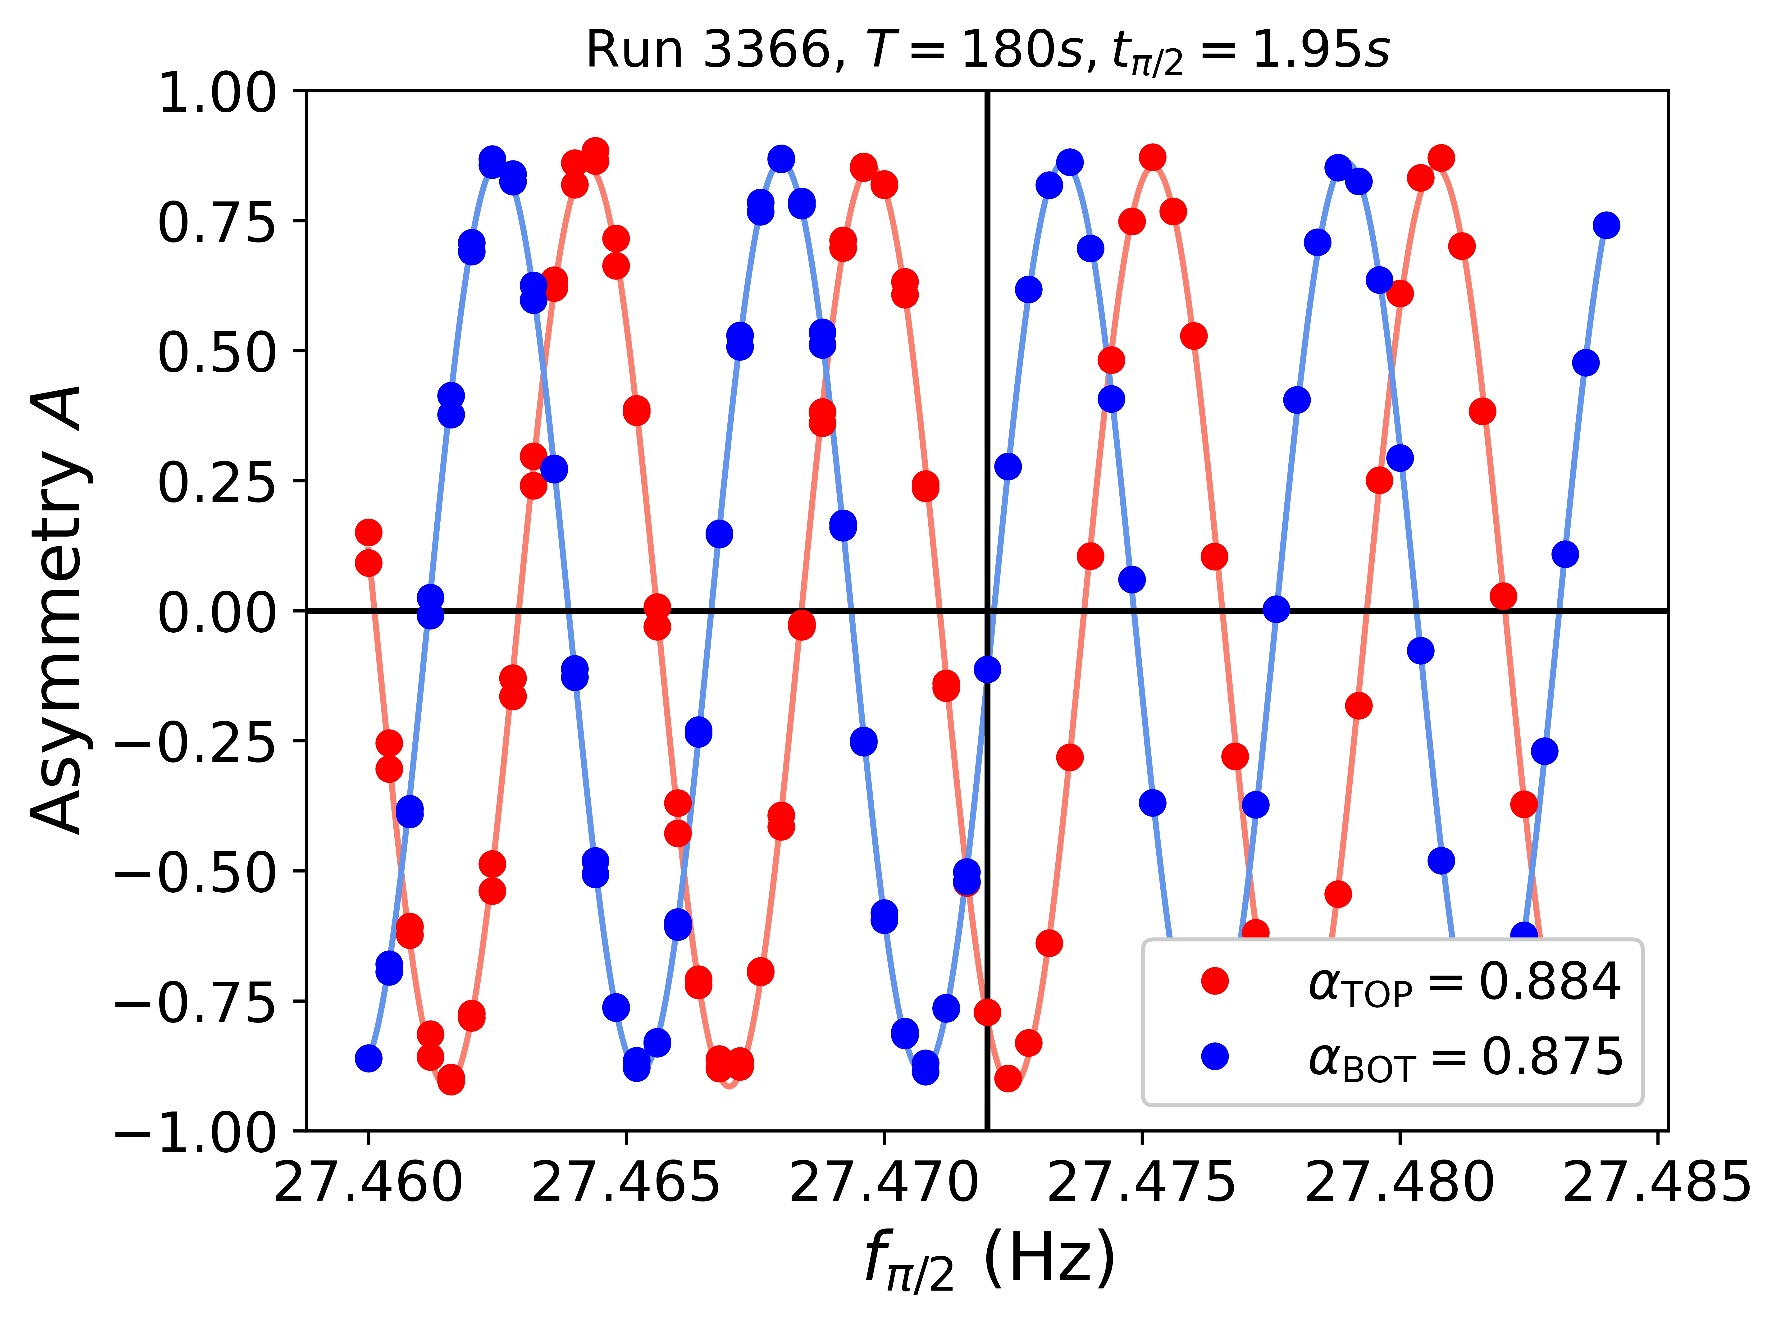 Run 3366, T = 180s, t_{π/2} = 1.95s
1.00
0.75
0.50
0.25
0.00
−0.25
−0.50
−0.75
−1.00
Asymmetry A
α_TOP = 0.884
α_BOT = 0.875
27.460 27.465 27.470 27.475 27.480 27.485
f_{π/2} (Hz)